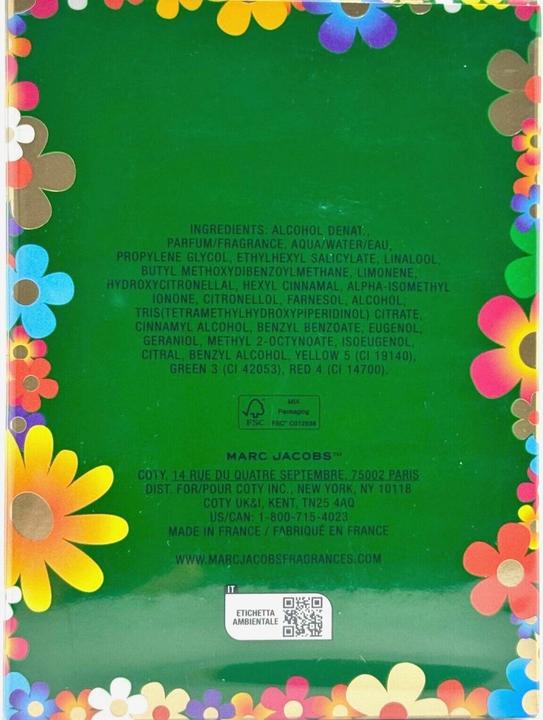 INGREDIENTS: ALCOHOL DENAT.,
PARFUM/FRAGRANCE, AQUA/WATER/EAU,
PROPYLENE GLYCOL, ETHYLHEXYL SALICYLATE, LINALOOL,
BUTYL METHOXYDIBENZOYLMETHANE, LIMONENE,
HYDROXYCITRONELLAL, HEXYL CINNAMAL, ALPHA-ISOMETHYL
IONONE, CITRONELLOL, FARNESOL, ALCOHOL,
TRIS(TETRAMETHYLHYDROXYPIPERIDINOL) CITRATE,
CINNAMYL ALCOHOL, BENZYL BENZOATE, EUGENOL,
GERANIOL, METHYL 2-OCTYNOATE, ISOEUGENOL,
CITRAL, BENZYL ALCOHOL, YELLOW 5 (CI 19140),
GREEN 3 (CI 42053), RED 4 (CI 14700).
MIX
Packaging
FSC
FSC®
MARC JACOBS™
COTY, 14 RUE DU QUATRE SEPTEMBRE, 75002 PARIS
DIST. FOR/POUR COTY INC., NEW YORK, NY 10118
COTY UK&I, KENT, TN25 4AQ
US/CAN: 1-800-715-4023
MADE IN FRANCE / FABRIQUÉ EN FRANCE
WWW.MARCJACOBSFRAGRANCES.COM
IT
ETICHETTA
AMBIENTALE